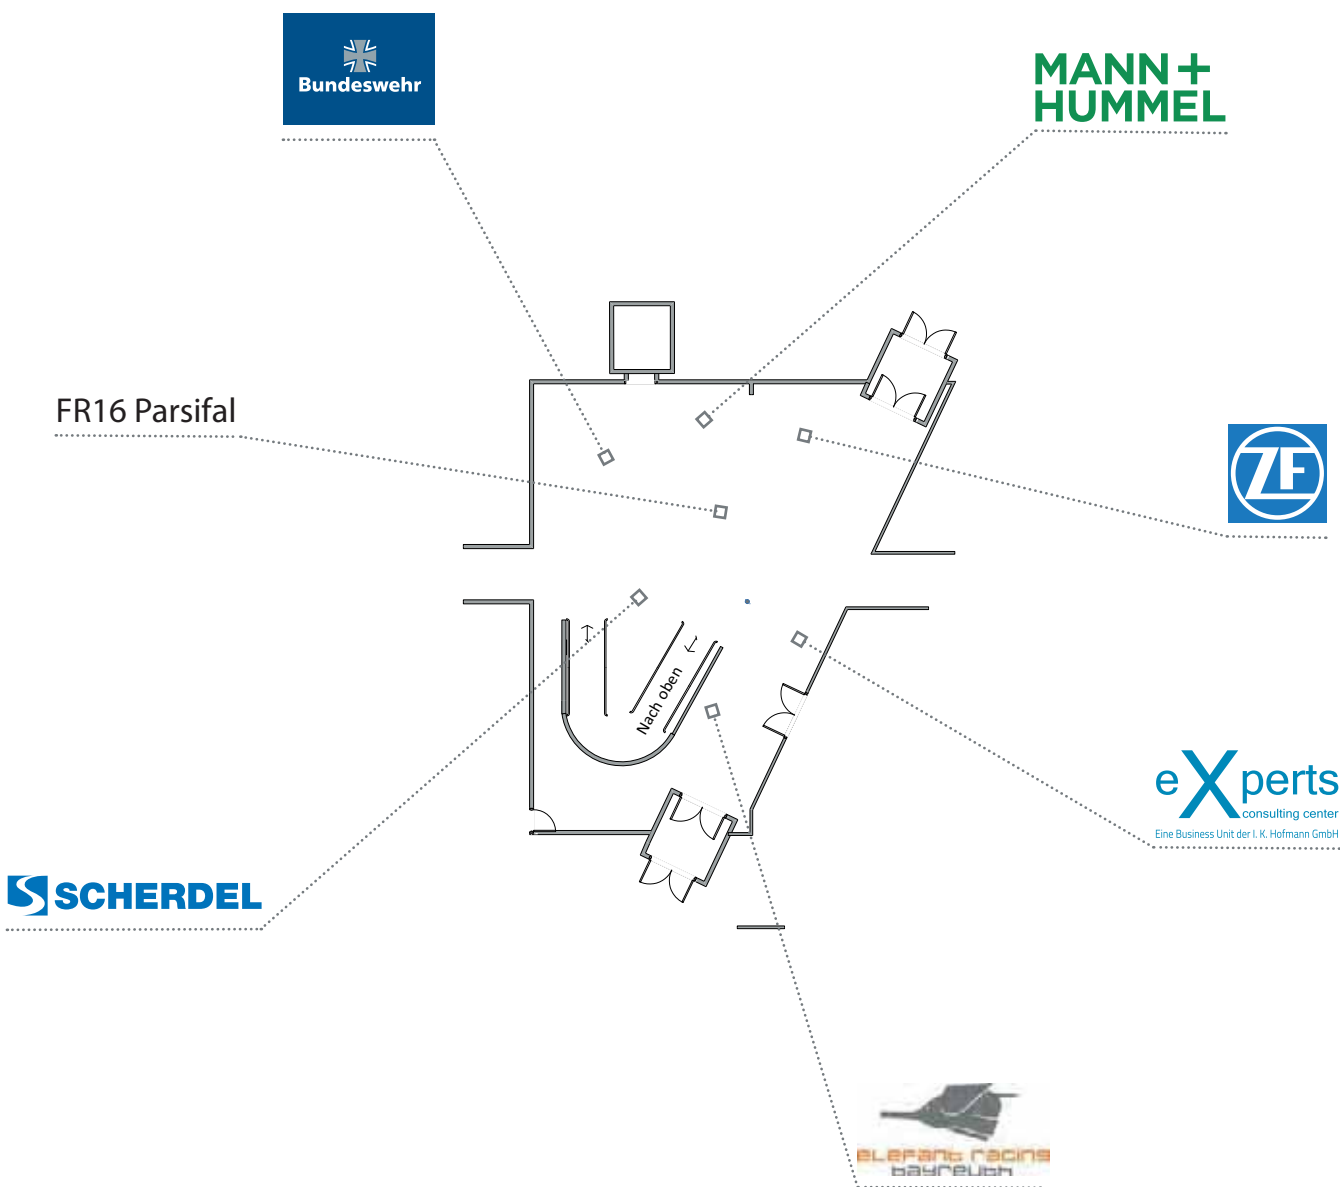 Bundeswehr
MANN+
HUMMEL
FR16 Parsifal
ZF
Nach oben
eXperts
consulting center
Eine Business Unit der I. K. Hofmann GmbH
SCHERDEL
elefant racing
bayreuth